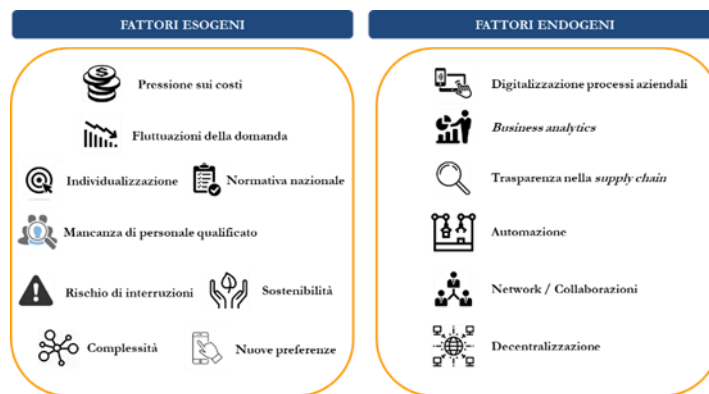 FATTORI ESOGENI
Pressione sui costi
Fluttuazioni della domanda
Individualizzazione
Normativa nazionale
Mancanza di personale qualificato
Rischio di interruzioni
Sostenibilità
Complessità
Nuove preferenze
FATTORI ENDOGENI
Digitalizzazione processi aziendali
Business analytics
Trasparenza nella supply chain
Automazione
Network / Collaborazioni
Decentralizzazione